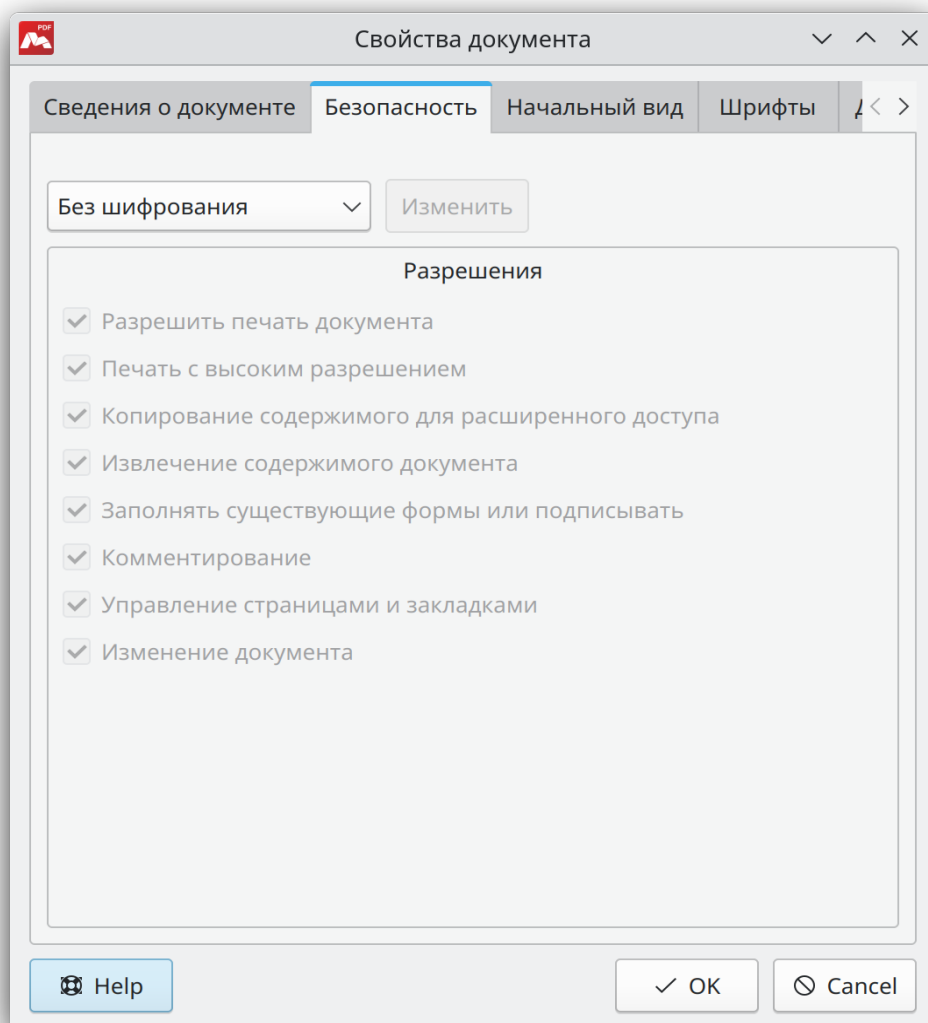 PDF
Свойства документа
Сведения о документе
Безопасность
Начальный вид
Шрифты
Без шифрования
Изменить
Разрешения
Разрешить печать документа
Печать с высоким разрешением
Копирование содержимого для расширенного доступа
Извлечение содержимого документа
Заполнять существующие формы или подписывать
Комментирование
Управление страницами и закладками
Изменение документа
Help
OK
Cancel